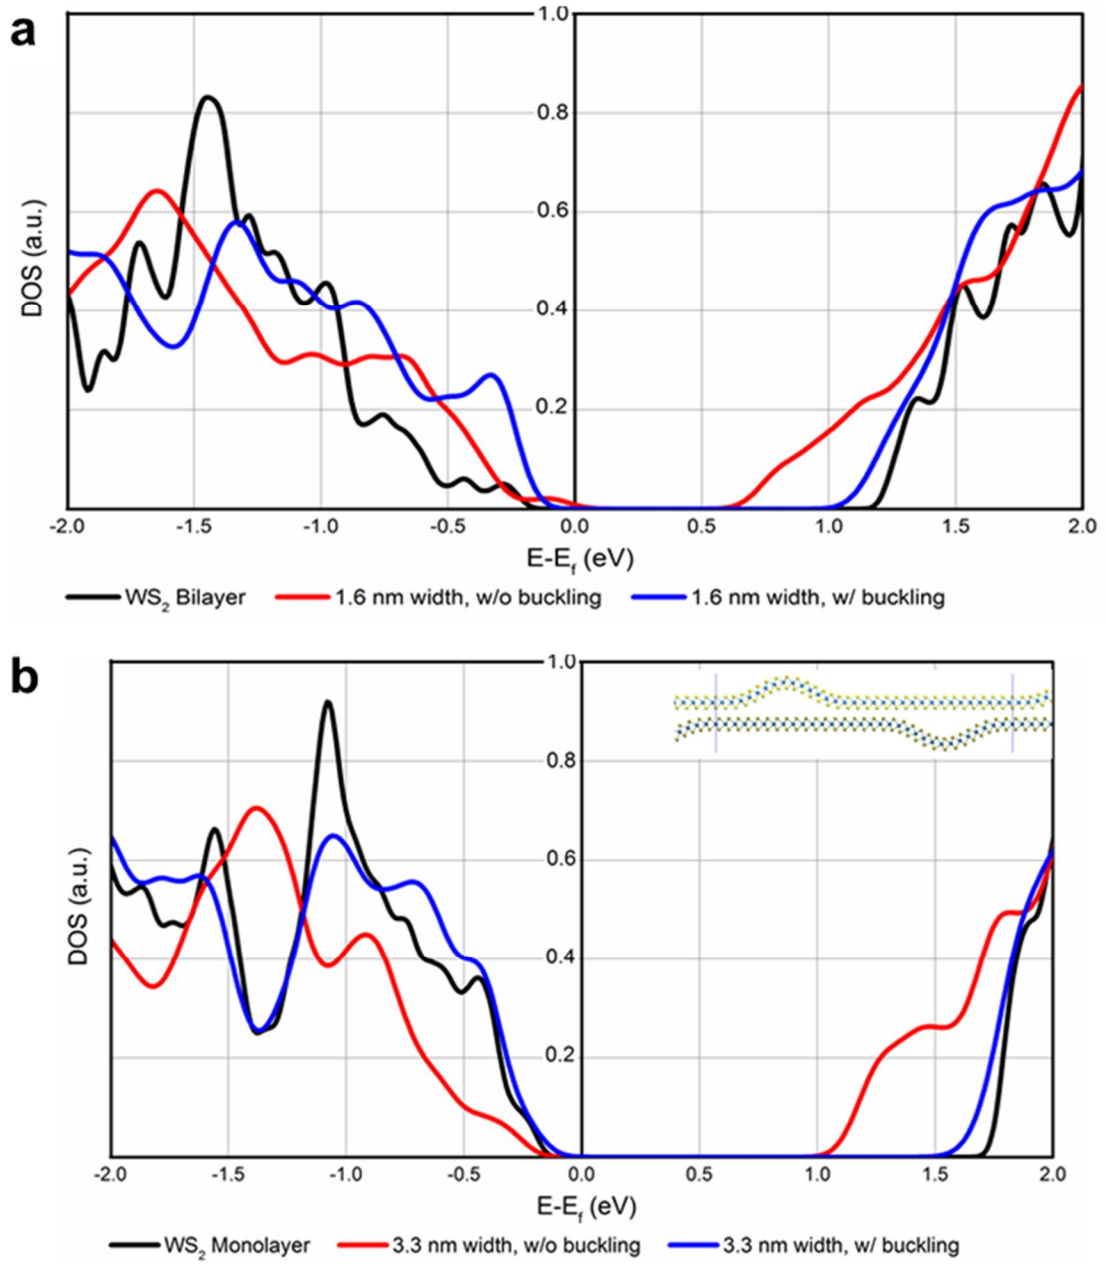 a
1.0
0.8
0.6
0.4
0.2
DOS (a.u.)
-2.0 -1.5 -1.0 -0.5 0.0 0.5 1.0 1.5 2.0
E-Ef (eV)
WS2 Bilayer 1.6 nm width, w/o buckling 1.6 nm width, w/ buckling
b
1.0
0.8
0.6
0.4
0.2
DOS (a.u.)
-2.0 -1.5 -1.0 -0.5 0.0 0.5 1.0 1.5 2.0
E-Ef (eV)
WS2 Monolayer 3.3 nm width, w/o buckling 3.3 nm width, w/ buckling